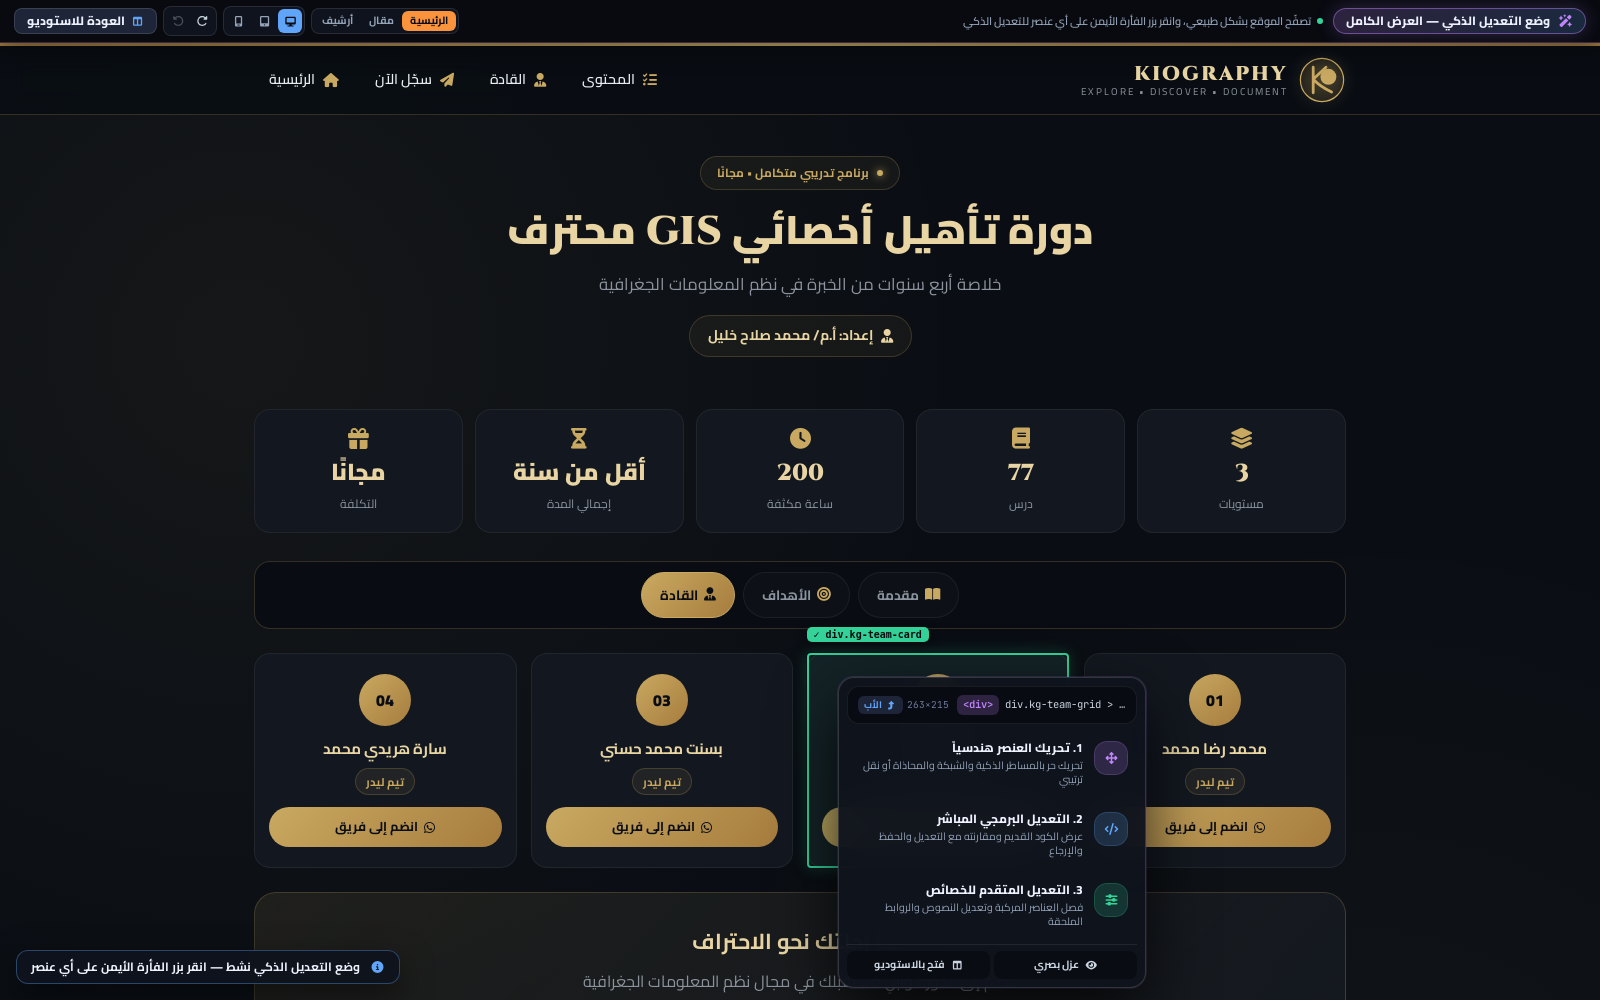 وضع التعديل الذكي — العرض الكامل
تصفّح الموقع بشكل طبيعي، وانقر بزر الفأرة الأيمن على أي عنصر للتعديل الذكي
الرئيسية
مقال
أرشيف
العودة للاستوديو
KIOGRAPHY
EXPLORE • DISCOVER • DOCUMENT
المحتوى
القادة
سجّل الآن
الرئيسية
برنامج تدريبي متكامل • مجانًا
دورة تأهيل أخصائي GIS محترف
خلاصة أربع سنوات من الخبرة في نظم المعلومات الجغرافية
إعداد: أ.م/ محمد صلاح خليل
3
مستويات
77
درس
200
ساعة مكثفة
أقل من سنة
إجمالي المدة
مجانًا
التكلفة
مقدمة
الأهداف
القادة
✓ div.kg-team-card
01
محمد رضا محمد
تيم ليدر
انضم إلى فريق
03
بسنت محمد حسني
تيم ليدر
انضم إلى فريق
04
سارة هريدي محمد
تيم ليدر
انضم إلى فريق
الأب
263×215
<div>
div.kg-team-grid > …
1. تحريك العنصر هندسياً
تحريك حر بالمساطر الذكية والشبكة والمحاذاة أو نقل
ترتيبي
2. التعديل البرمجي المباشر
عرض الكود القديم ومقارنته مع التعديل والحفظ
والإرجاع
3. التعديل المتقدم للخصائص
فصل العناصر المركبة وتعديل النصوص والروابط
الملحقة
عزل بصري
فتح بالاستوديو
نحو الاحتراف
في مجال نظم المعلومات الجغرافية
وضع التعديل الذكي نشط — انقر بزر الفأرة الأيمن على أي عنصر